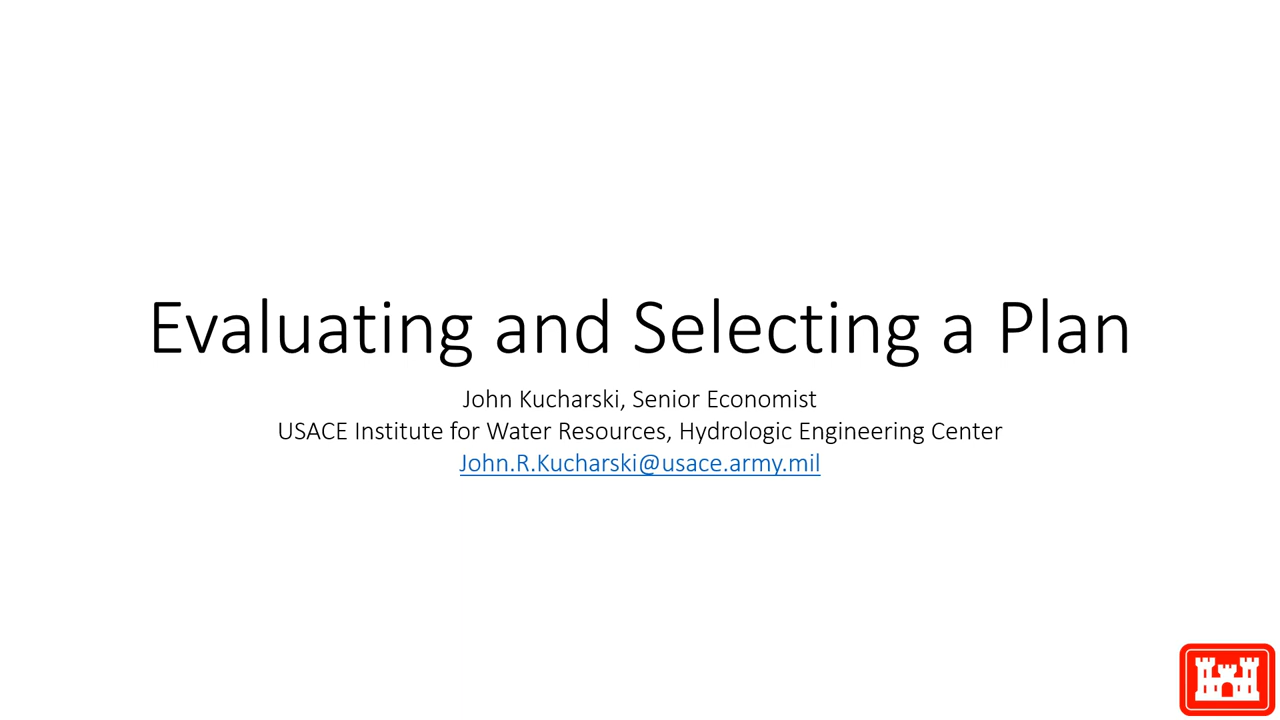 Evaluating and Selecting a Plan
John Kucharski, Senior Economist
USACE Institute for Water Resources, Hydrologic Engineering Center
John.R.Kucharski@usace.army.mil